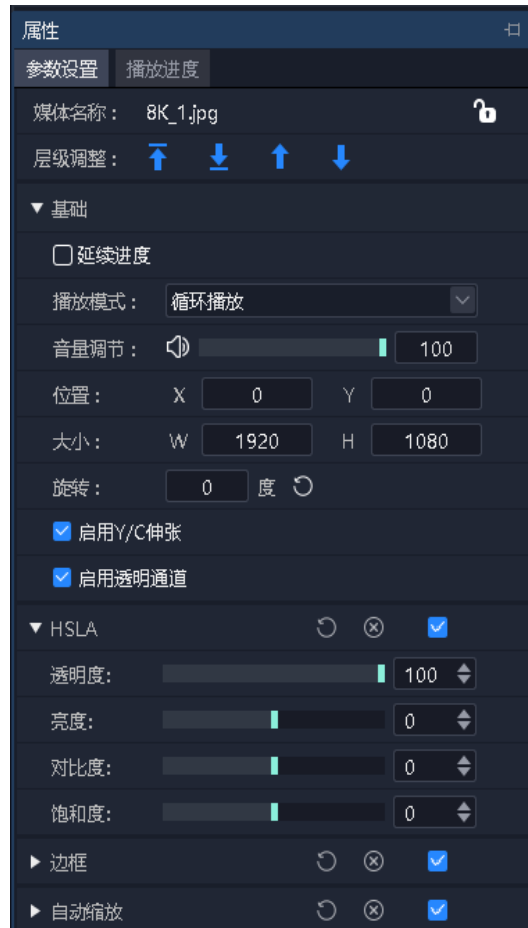 属性
参数设置 播放进度
媒体名称： 8K_1.jpg
层级调整：
基础
延续进度
播放模式： 循环播放
音量调节： 100
位置： X 0 Y 0
大小： W 1920 H 1080
旋转： 0 度
启用Y/C伸张
启用透明通道
HSLA
透明度: 100
亮度: 0
对比度: 0
饱和度: 0
边框
自动缩放